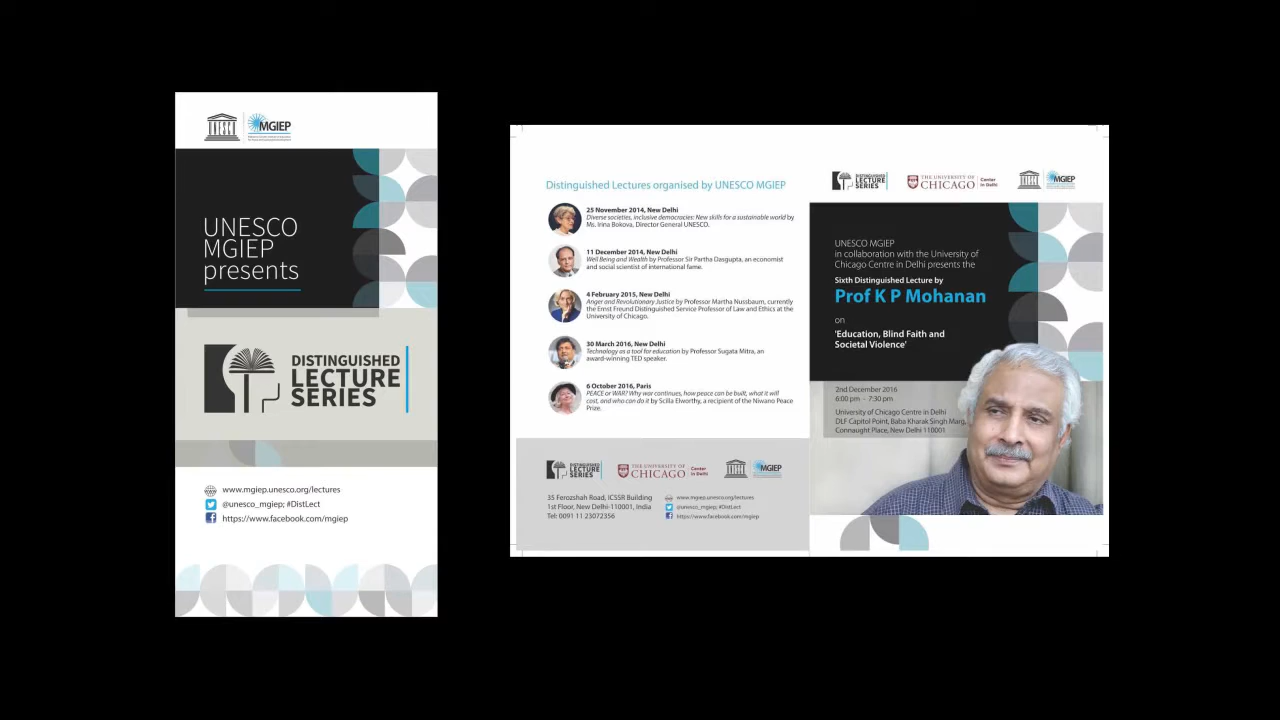 UNESCO
MGIEP
UNESCO
MGIEP
presents
DISTINGUISHED
LECTURE
SERIES
www.mgiep.unesco.org/lectures
@unesco_mgiep; #DistLect
https://www.facebook.com/mgiep
Distinguished Lectures organised by UNESCO MGIEP
25 November 2014, New Delhi
Diverse societies, inclusive democracies: New skills for a sustainable world by
Ms. Irina Bokova, Director General UNESCO.
11 December 2014, New Delhi
Well Being and Wealth by Professor Sir Partha Dasgupta, an economist
and social scientist of international fame.
4 February 2015, New Delhi
Anger and Revolutionary Justice by Professor Martha Nussbaum, currently
the Ernst Freund Distinguished Service Professor of Law and Ethics at the
University of Chicago.
30 March 2016, New Delhi
Technology as a tool for education by Professor Sugata Mitra, an
award-winning TED speaker.
6 October 2016, Paris
PEACE or WAR? Why war continues, how peace can be built, what it will
cost, and who can do it by Scilla Elworthy, a recipient of the Niwano Peace
Prize.
DISTINGUISHED
LECTURE
SERIES
THE UNIVERSITY OF
CHICAGO
Center
in Delhi
UNESCO
MGIEP
35 Ferozshah Road, ICSSR Building
1st Floor, New Delhi-110001, India
Tel: 0091 11 23072356
www.mgiep.unesco.org/lectures
@unesco_mgiep; #DistLect
https://www.facebook.com/mgiep
DISTINGUISHED
LECTURE
SERIES
THE UNIVERSITY OF
CHICAGO
Center
in Delhi
UNESCO
MGIEP
UNESCO MGIEP
in collaboration with the University of
Chicago Centre in Delhi presents the
Sixth Distinguished Lecture by
Prof K P Mohanan
on
'Education, Blind Faith and
Societal Violence'
2nd December 2016
6:00 pm - 7:30 pm
University of Chicago Centre in Delhi
DLF Capitol Point, Baba Kharak Singh Marg,
Connaught Place, New Delhi 110001